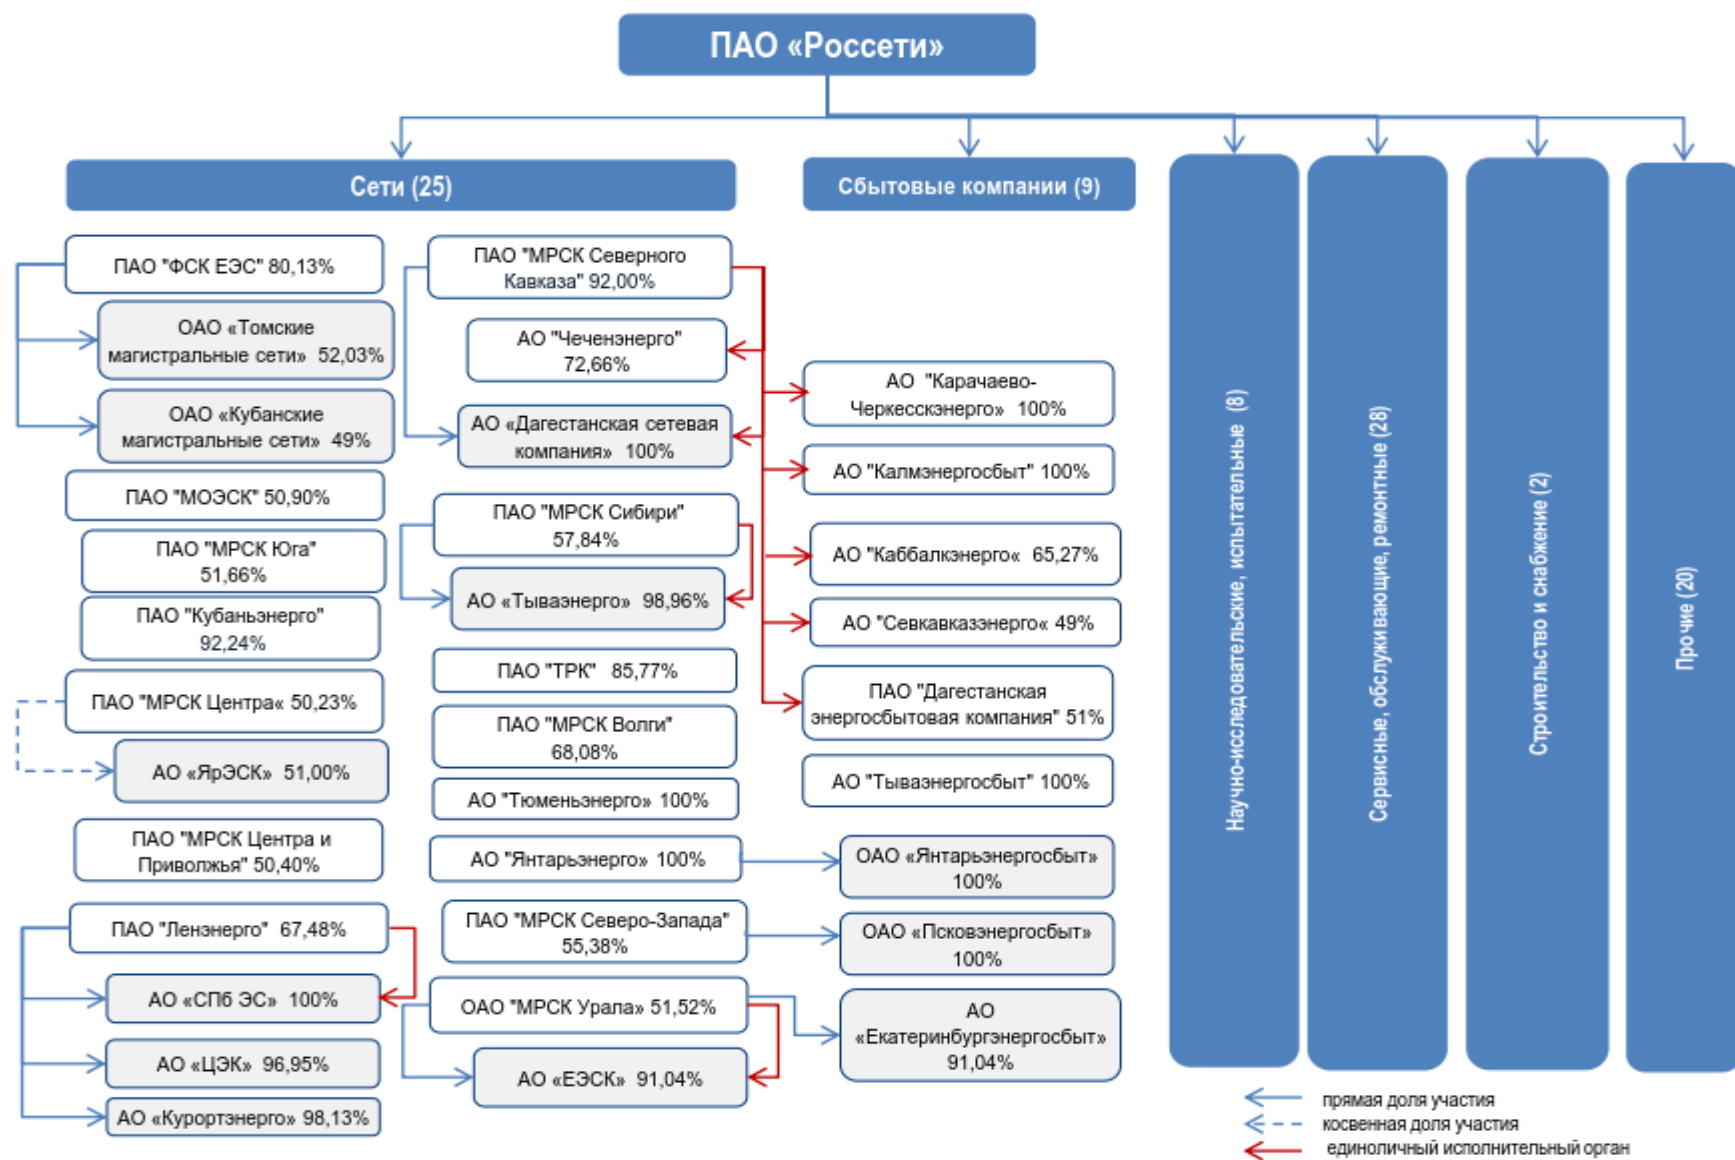 ПАО «Россети»
Сети (25)
ПАО "ФСК ЕЭС" 80,13%
ОАО «Томские
магистральные сети» 52,03%
ОАО «Кубанские
магистральные сети» 49%
ПАО "МОЭСК" 50,90%
ПАО "МРСК Юга"
51,66%
ПАО "Кубаньэнерго"
92,24%
ПАО "МРСК Центра« 50,23%
АО «ЯрЭСК» 51,00%
ПАО "МРСК Центра и
Приволжья" 50,40%
ПАО "Ленэнерго" 67,48%
АО «СПб ЭС» 100%
АО «ЦЭК» 96,95%
АО «Курортэнерго» 98,13%
ПАО "МРСК Северного
Кавказа" 92,00%
АО "Чеченэнерго"
72,66%
АО «Дагестанская сетевая
компания» 100%
ПАО "МРСК Сибири"
57,84%
АО «Тываэнерго» 98,96%
ПАО "ТРК" 85,77%
ПАО "МРСК Волги"
68,08%
АО "Тюменьэнерго» 100%
АО "Янтарьэнерго» 100%
ПАО "МРСК Северо-Запада"
55,38%
ОАО "МРСК Урала» 51,52%
АО «ЕЭСК» 91,04%
Сбытовые компании (9)
АО "Карачаево-
Черкесскэнерго» 100%
АО "Калмэнергосбыт" 100%
АО "Каббалкэнерго« 65,27%
АО "Севкавказэнерго« 49%
ПАО "Дагестанская
энергосбытовая компания" 51%
АО "Тываэнергосбыт" 100%
ОАО «Янтарьэнергосбыт»
100%
ОАО «Псковэнергосбыт»
100%
АО
«Екатеринбургэнергосбыт»
91,04%
Научно-исследовательские, испытательные (8)
Сервисные, обслуживающие, ремонтные (28)
Строительство и снабжение (2)
Прочие (20)
прямая доля участия
косвенная доля участия
единоличный исполнительный орган